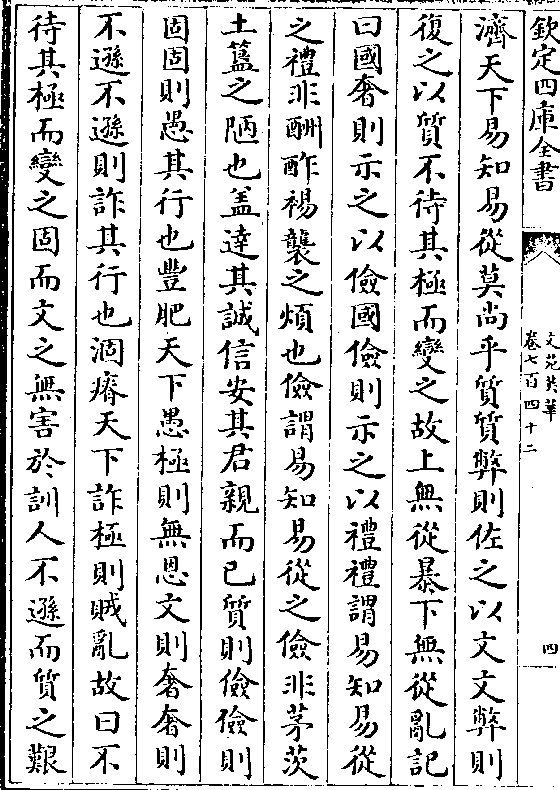 欽定四庫全書
文苑英華
卷七百四十二
四
濟天下易知易從莫尚乎質質弊則佐之以文文弊則
復之以質不待其極而變之故上無從暴下無從亂記
曰國奢則示之以儉國儉則示之以禮禮謂易知易從
之禮非酬酢裼襲之煩也儉謂易知易從之儉非茅茨
土簋之陋也盖達其誠信安其君親而已質則儉儉則
固固則愚其行也豐肥天下愚極則無恩文則奢奢則
不遜不遜則詐其行也涸瘠天下詐極則賊亂故曰不
待其極而變之固而文之無害於訓人不遜而質之艱